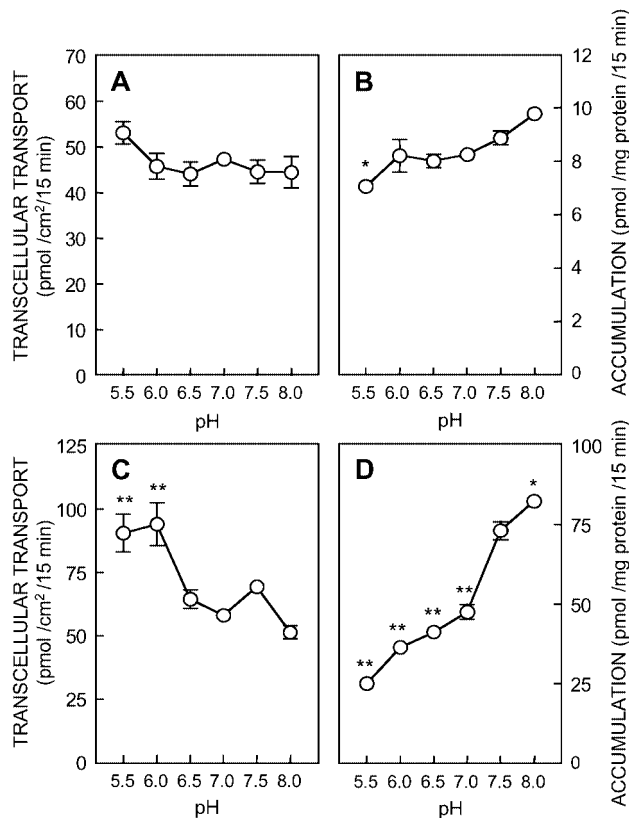 A
B
TRANSCELLULAR TRANSPORT
(pmol /cm²/15 min)
70
60
50
40
30
20
10
0
12
10
8
6
4
2
0
ACCUMULATION (pmol /mg protein /15 min)
*
5.5 6.0 6.5 7.0 7.5 8.0
pH
5.5 6.0 6.5 7.0 7.5 8.0
pH
C
D
TRANSCELLULAR TRANSPORT
(pmol /cm²/15 min)
125
100
75
50
25
0
100
75
50
25
0
ACCUMULATION (pmol /mg protein /15 min)
** **
** ** ** ** *
5.5 6.0 6.5 7.0 7.5 8.0
pH
5.5 6.0 6.5 7.0 7.5 8.0
pH